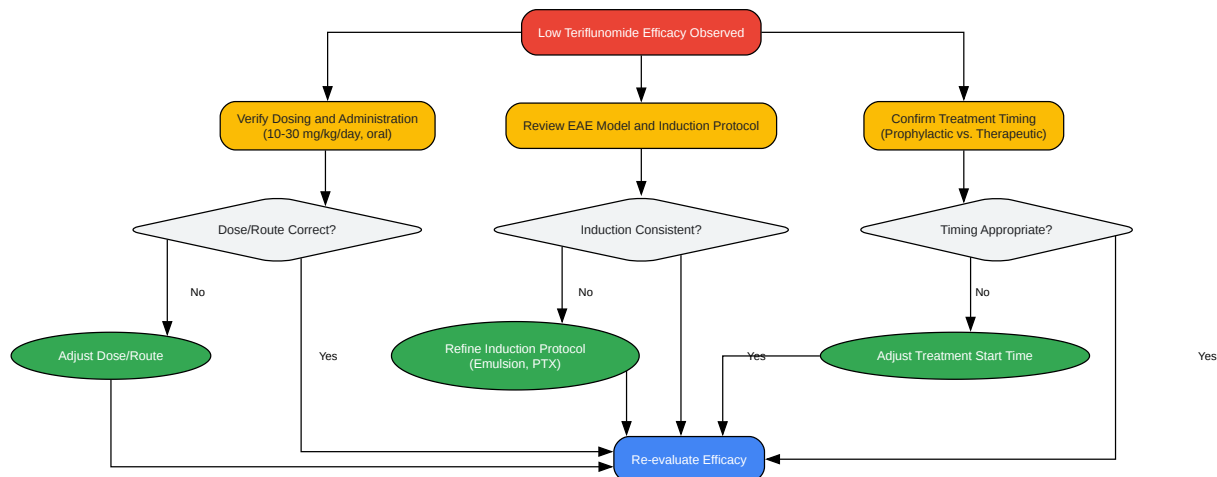 Low Teriflunomide Efficacy Observed
Verify Dosing and Administration
(10-30 mg/kg/day, oral)
Review EAE Model and Induction Protocol
Confirm Treatment Timing
(Prophylactic vs. Therapeutic)
Dose/Route Correct?
Induction Consistent?
Timing Appropriate?
No
No
No
Adjust Dose/Route
Yes
Refine Induction Protocol
(Emulsion, PTX)
Yes
Adjust Treatment Start Time
Yes
Re-evaluate Efficacy